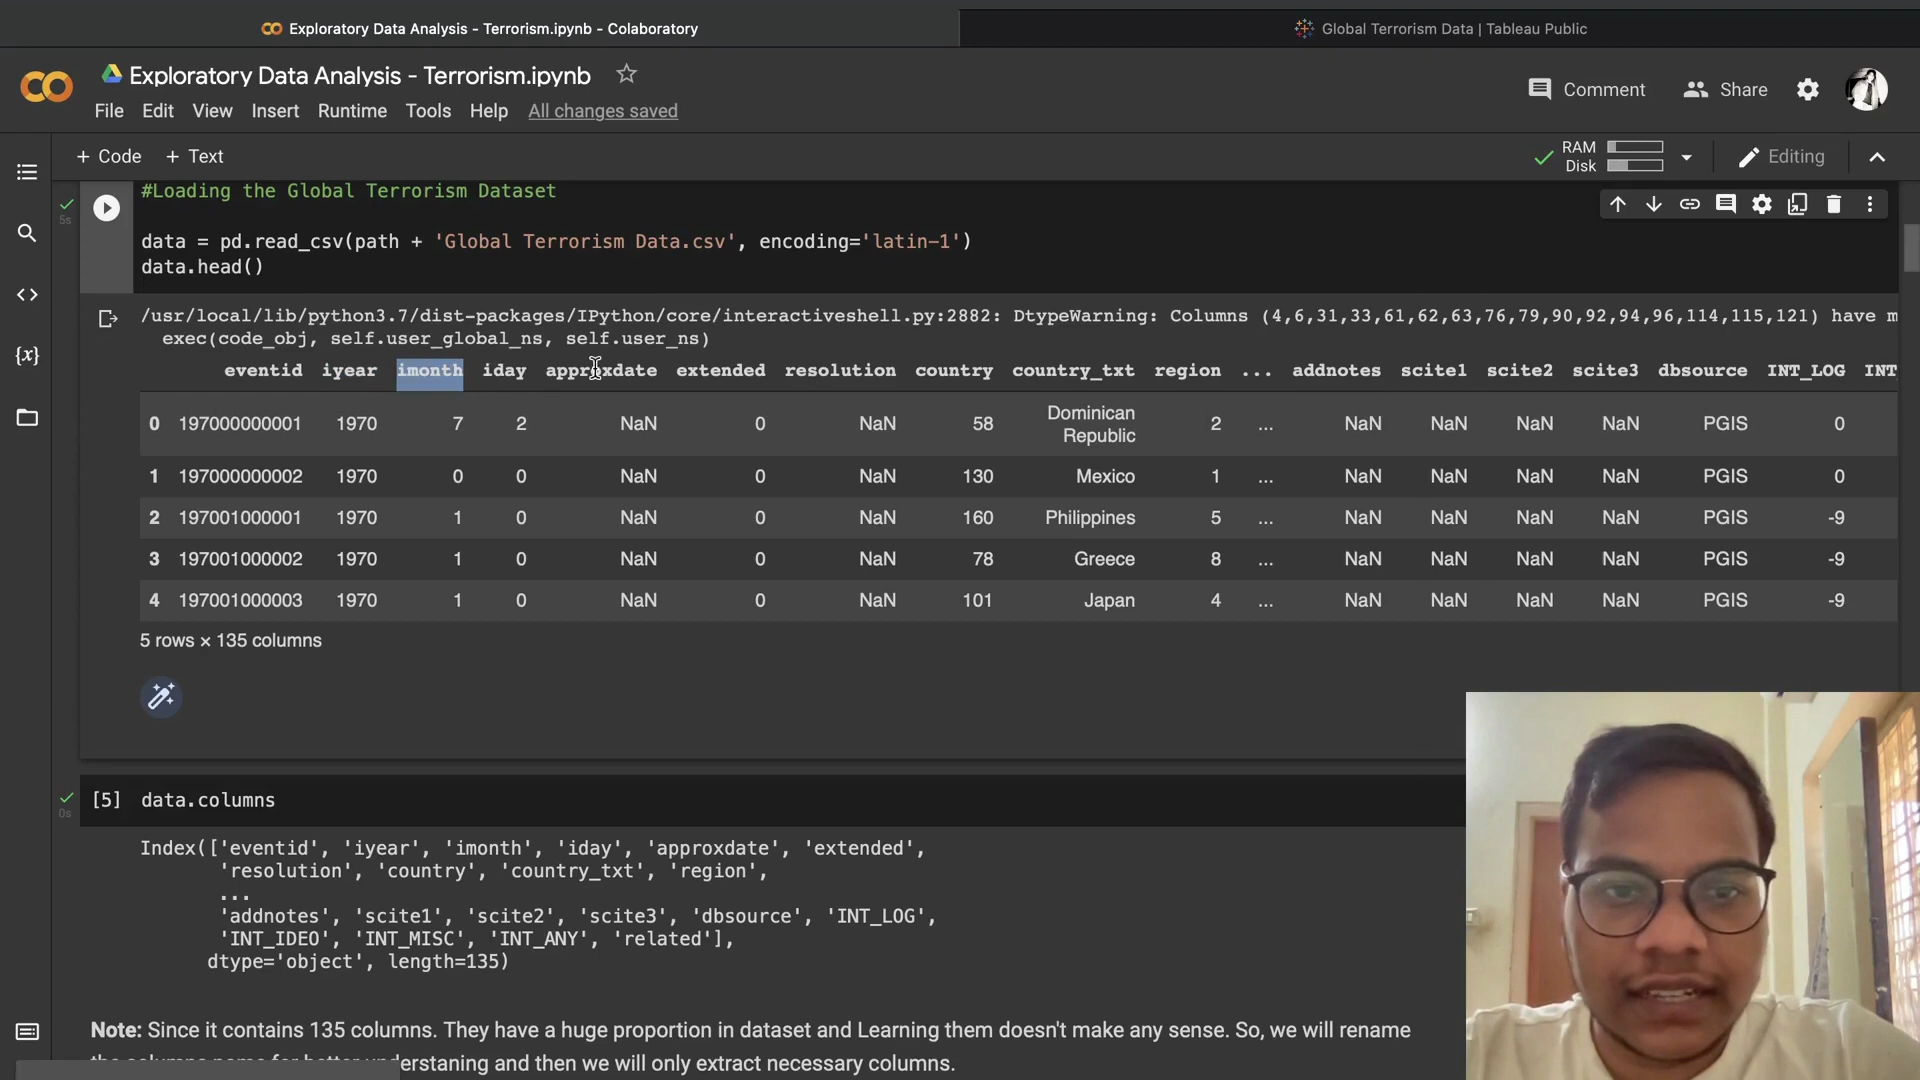 Exploratory Data Analysis - Terrorism.ipynb - Colaboratory
Global Terrorism Data | Tableau Public
Exploratory Data Analysis - Terrorism.ipynb
Comment
Share
File Edit View Insert Runtime Tools Help All changes saved
+ Code + Text
RAM
Disk
Editing
5s
#Loading the Global Terrorism Dataset
data = pd.read_csv(path + 'Global Terrorism Data.csv', encoding='latin-1')
data.head()
/usr/local/lib/python3.7/dist-packages/IPython/core/interactiveshell.py:2882: DtypeWarning: Columns (4,6,31,33,61,62,63,76,79,90,92,94,96,114,115,121) have m
exec(code_obj, self.user_global_ns, self.user_ns)
eventid iyear imonth iday approxdate extended resolution country country_txt region ... addnotes scite1 scite2 scite3 dbsource INT_LOG INT_
0 197000000001 1970 7 2 NaN 0 NaN 58 Dominican Republic 2 ... NaN NaN NaN NaN PGIS 0
1 197000000002 1970 0 0 NaN 0 NaN 130 Mexico 1 ... NaN NaN NaN NaN PGIS 0
2 197001000001 1970 1 0 NaN 0 NaN 160 Philippines 5 ... NaN NaN NaN NaN PGIS -9
3 197001000002 1970 1 0 NaN 0 NaN 78 Greece 8 ... NaN NaN NaN NaN PGIS -9
4 197001000003 1970 1 0 NaN 0 NaN 101 Japan 4 ... NaN NaN NaN NaN PGIS -9
5 rows × 135 columns
[5] data.columns
0s
Index(['eventid', 'iyear', 'imonth', 'iday', 'approxdate', 'extended',
'resolution', 'country', 'country_txt', 'region',
...
'addnotes', 'scite1', 'scite2', 'scite3', 'dbsource', 'INT_LOG',
'INT_IDEO', 'INT_MISC', 'INT_ANY', 'related'],
dtype='object', length=135)
Note: Since it contains 135 columns. They have a huge proportion in dataset and Learning them doesn't make any sense. So, we will rename
the columns name for better understaning and then we will only extract necessary columns.